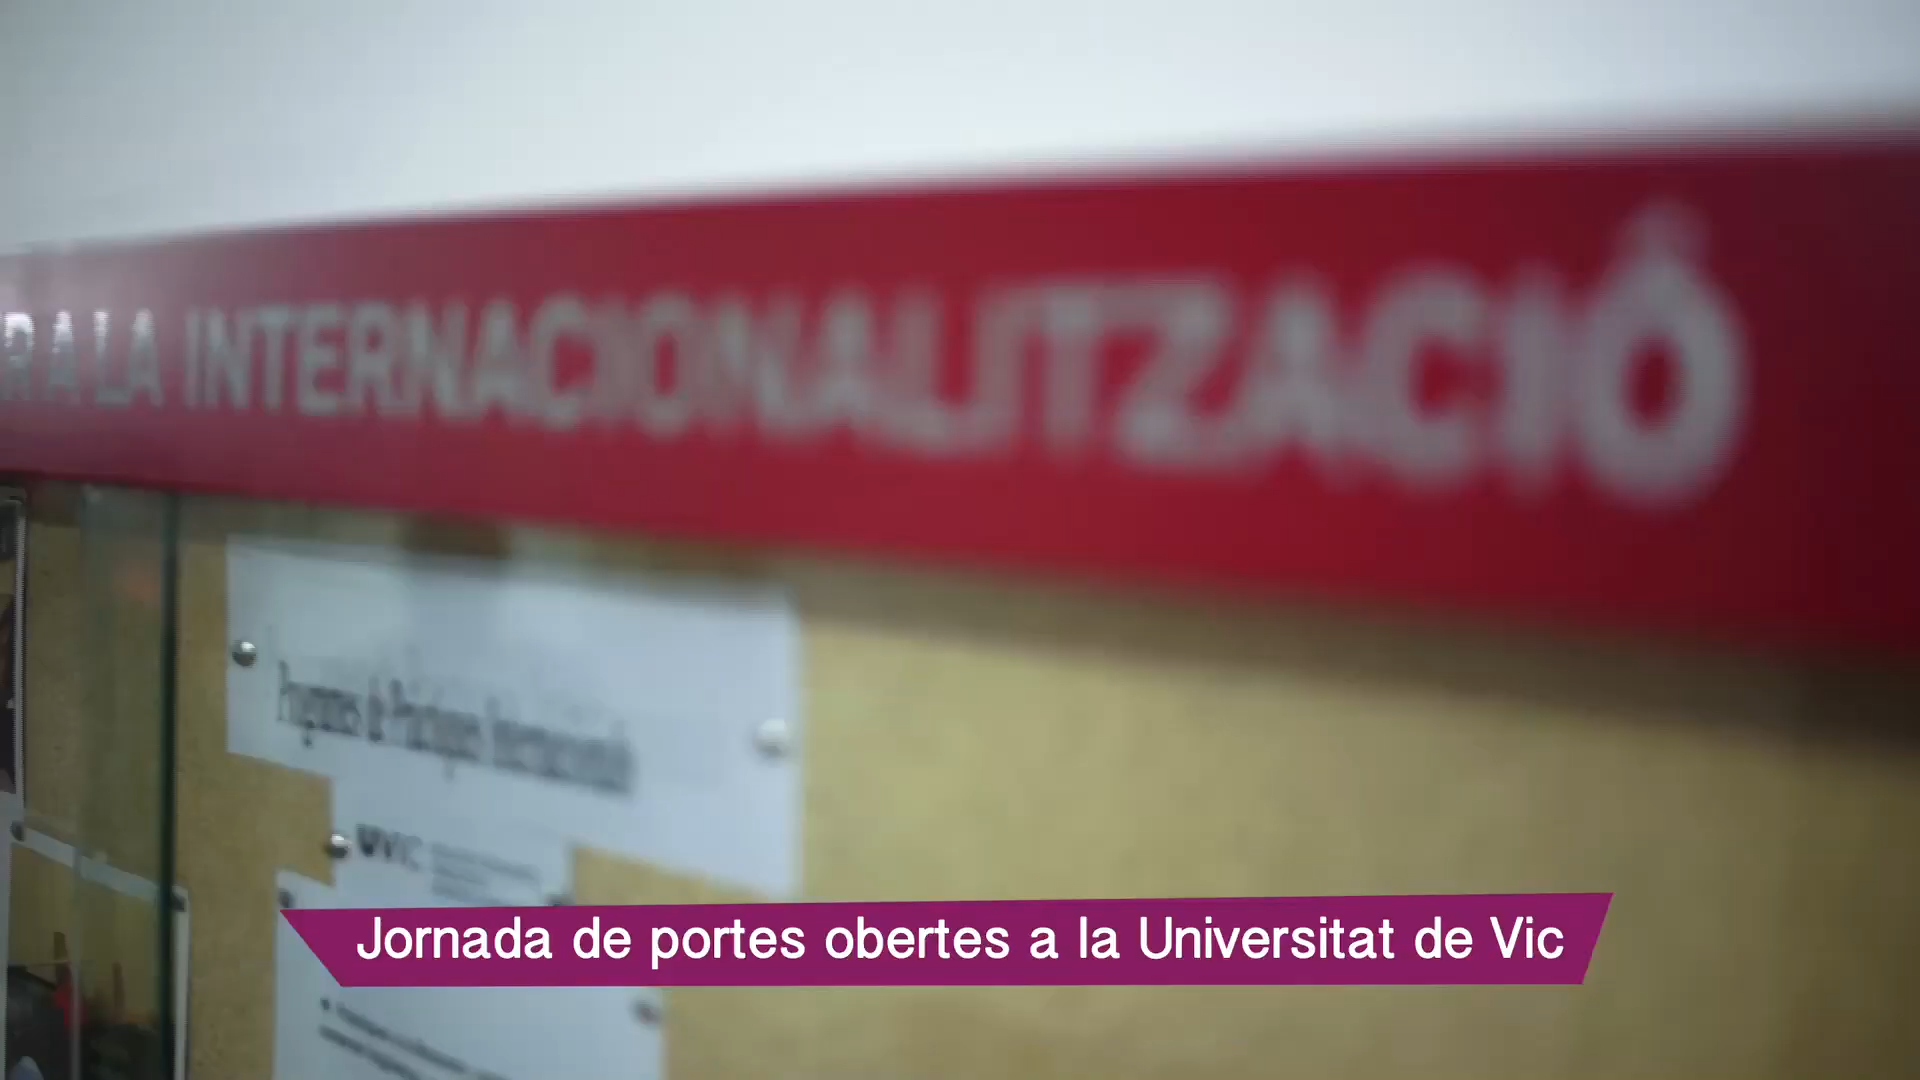 R A LA INTERNACIONALITZACIÓ
Programes de Pràctiques Internacionals
UVIC
Jornada de portes obertes a la Universitat de Vic